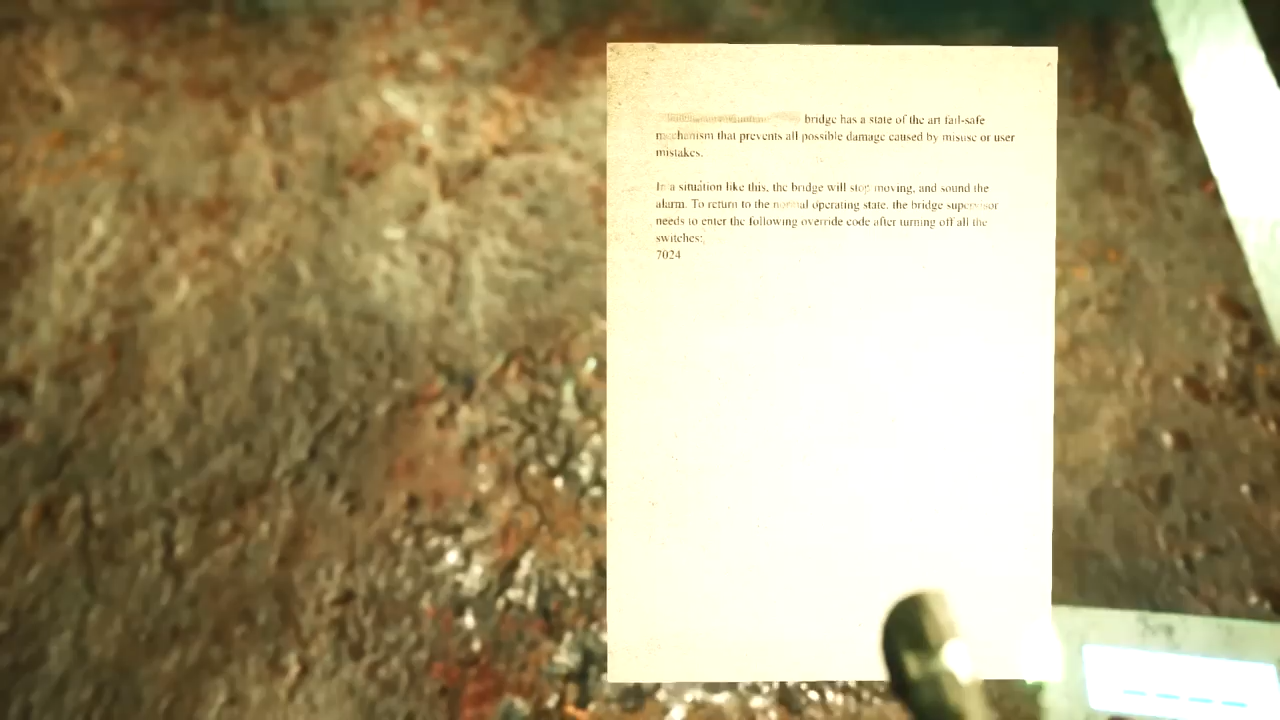 bridge has a state of the art fail-safe
mechanism that prevents all possible damage caused by misuse or user
mistakes.
In a situation like this, the bridge will stop moving, and sound the
alarm. To return to the normal operating state, the bridge supervisor
needs to enter the following override code after turning off all the
switches:
7024